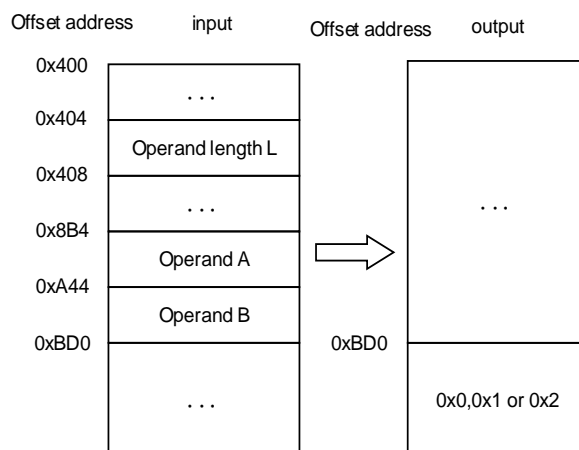 Offset address input Offset address output
0x400
. . .
0x404
Operand length L
0x408
. . .
0x8B4
Operand A
. . .
0xA44
Operand B
0xBD0 0xBD0
. . . 0x0,0x1 or 0x2